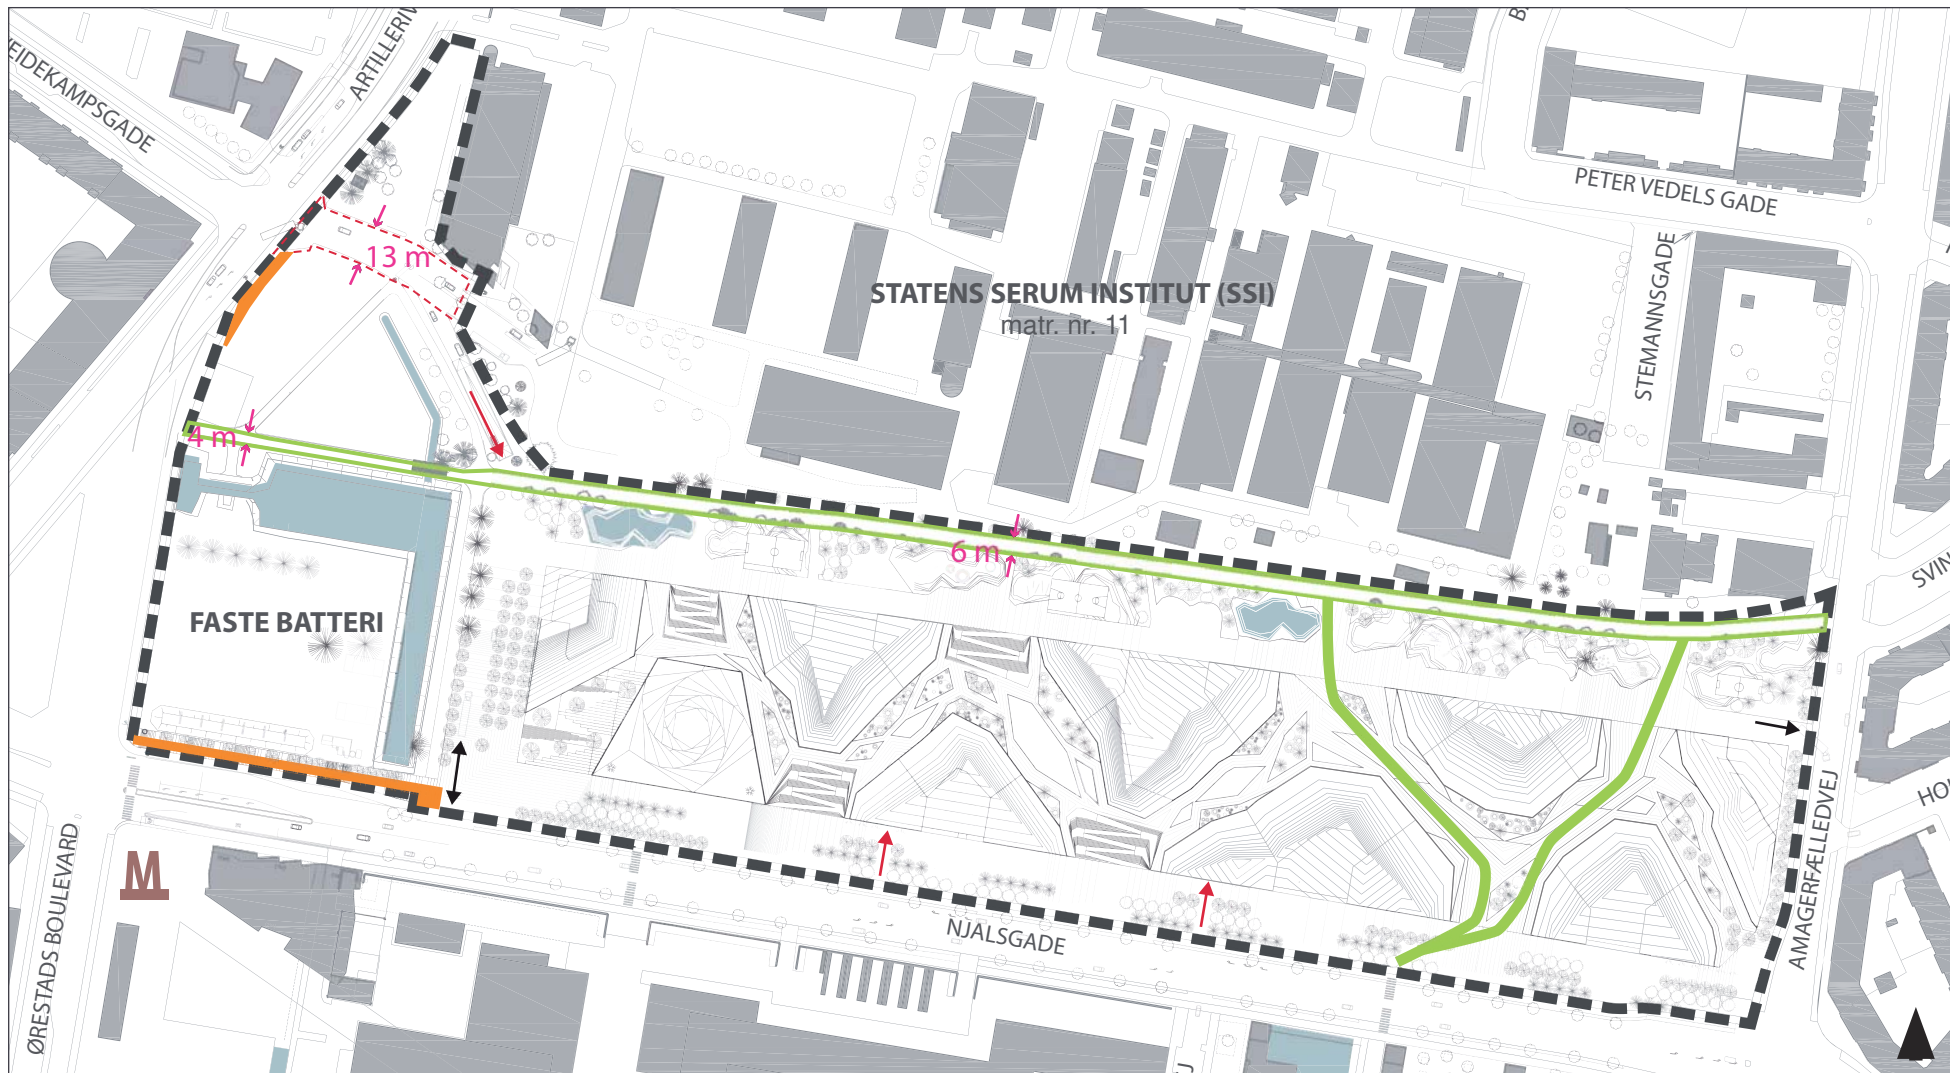 EIDEKAMPSGADE
ARTILLERIV
B
PETER VEDELS GADE
STEMANNSGADE
13 m
STATENS SERUM INSTITUT (SSI)
matr. nr. 11
4 m
6 m
SVIN
FASTE BATTERI
HO
AMAGERFÆLLEDVEJ
M
NJALSGADE
ØRESTADS BOULEVARD